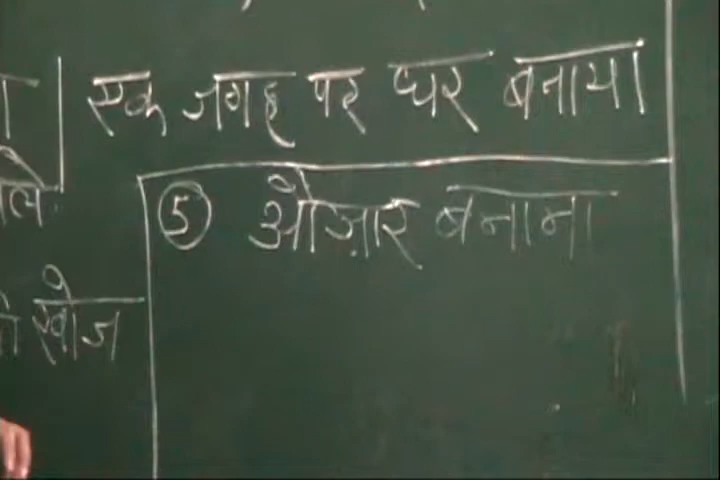 एक जगह पर घर बनाया
5 औज़ार बनाना
खोज